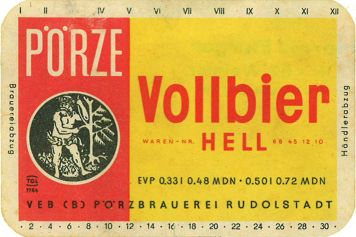 I II IV V VI VII VIII IX X XI XII
PÖRZE
Vollbier
WAREN-NR. HELL 68 45 12 10
Brauereiabzug
Händlerabzug
TGL
7764
EVP 0.33 l 0.48 MDN · 0.50 l 0.72 MDN
VEB (B) PÖRZBRAUEREI RUDOLSTADT
· 2 · 4 · 6 · 8 · 10 · 12 · 14 · 16 · 18 · 20 · 22 · 24 · 26 · 28 · 30 ·